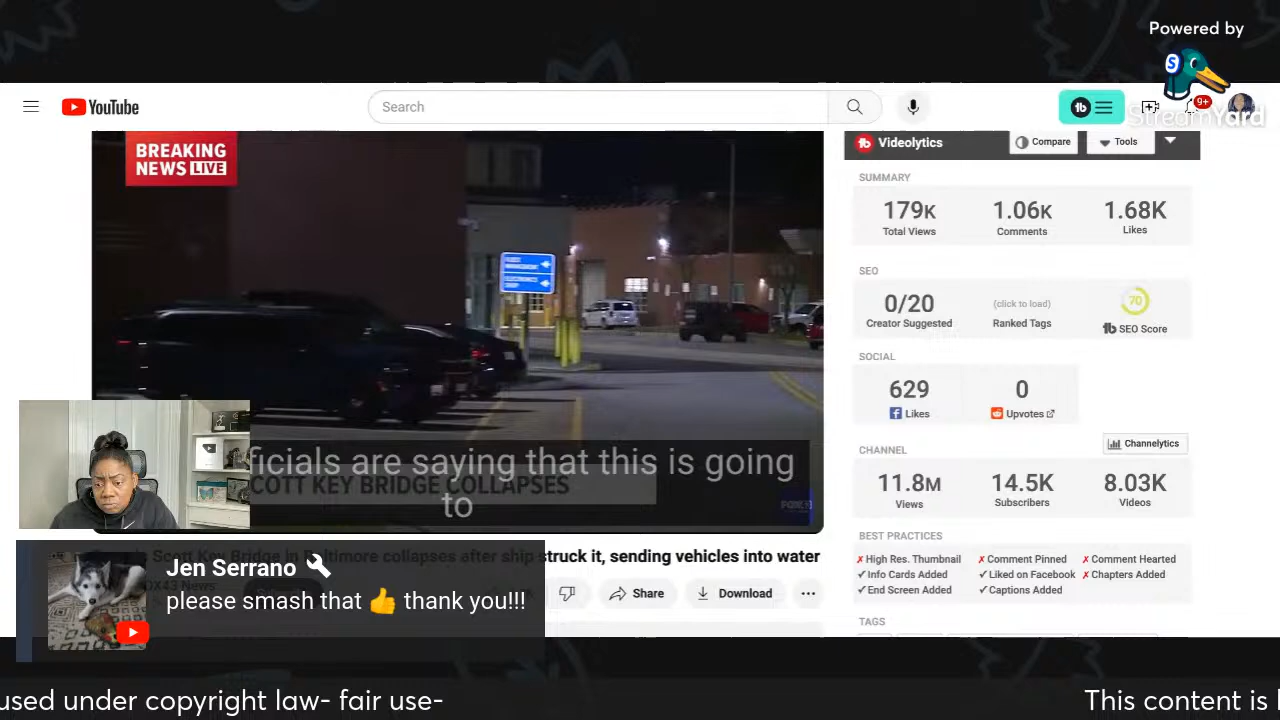 Powered by
StreamYard
YouTube
Search
9+
BREAKING
NEWS LIVE
ficials are saying that this is going
to
COTT KEY BRIDGE COLLAPSES
Scott Key Bridge in Baltimore collapses after ship struck it, sending vehicles into water
FOX43 News
Share
Download
Jen Serrano
please smash that 👍 thank you!!!
Videolytics
Compare
Tools
SUMMARY
179K 1.06K 1.68K
Total Views Comments Likes
SEO
0/20 (click to load) 70
Creator Suggested Ranked Tags SEO Score
SOCIAL
629 0
Likes Upvotes
Channelytics
CHANNEL
11.8M 14.5K 8.03K
Views Subscribers Videos
BEST PRACTICES
✗ High Res. Thumbnail ✗ Comment Pinned ✗ Comment Hearted
✓ Info Cards Added ✓ Liked on Facebook ✗ Chapters Added
✓ End Screen Added ✓ Captions Added
TAGS
used under copyright law- fair use-
This content is